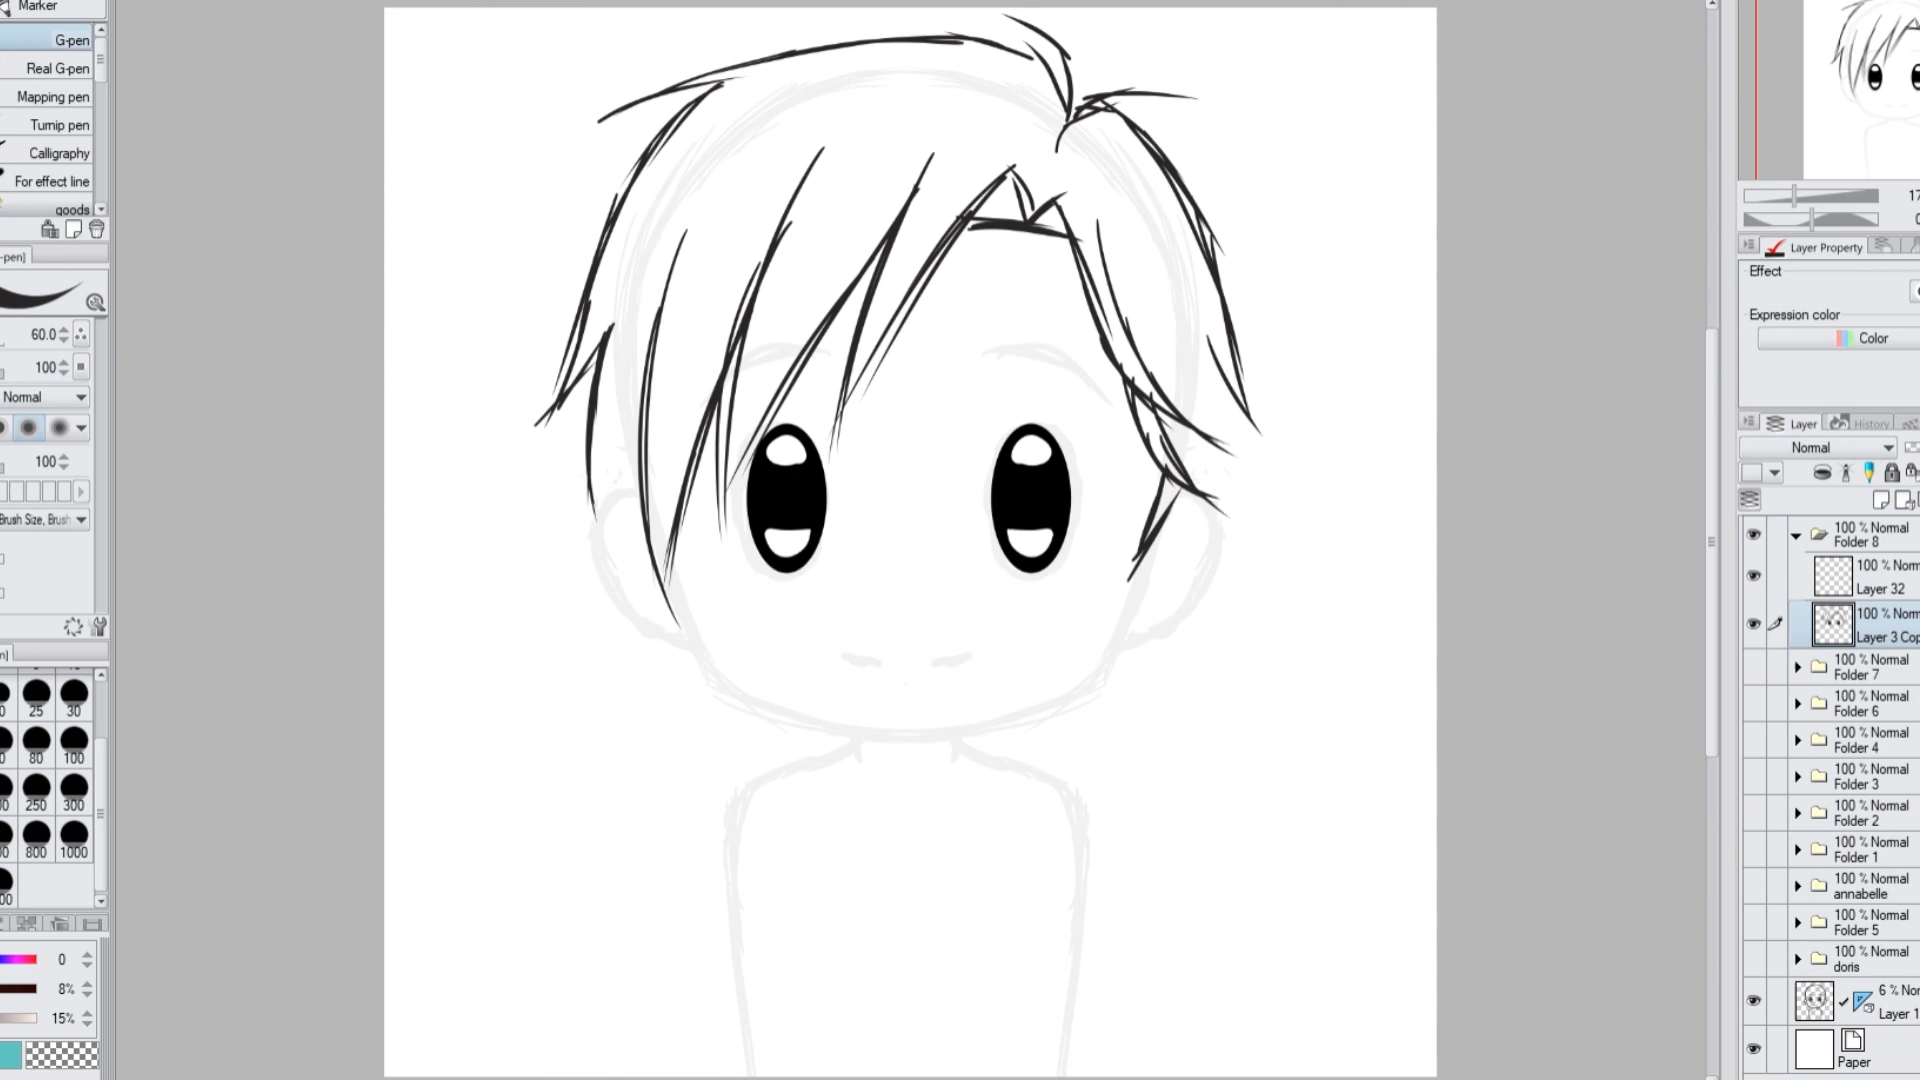 Marker
G-pen
Real G-pen
Mapping pen
Turnip pen
Calligraphy
For effect line
goods
-pen]
60.0
100
Normal
100
Brush Size, Brush
25
30
80
100
250
300
800
1000
0
8%
15%
17
Layer Property
Effect
Expression color
Color
Layer
History
Normal
100 % Normal
Folder 8
100 % Norm
Layer 32
100 % Norm
Layer 3 Cop
100 % Normal
Folder 7
100 % Normal
Folder 6
100 % Normal
Folder 4
100 % Normal
Folder 3
100 % Normal
Folder 2
100 % Normal
Folder 1
100 % Normal
annabelle
100 % Normal
Folder 5
100 % Normal
doris
6 % Nor
Layer 1
Paper